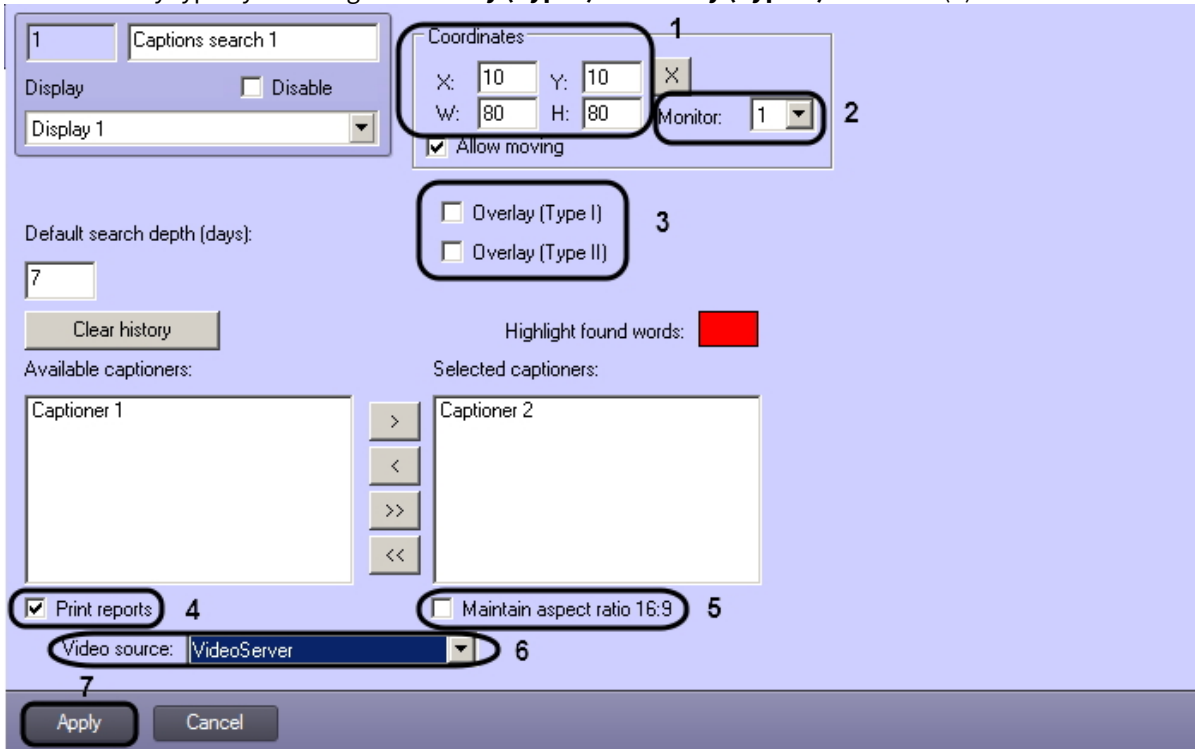 1
Captions search 1
Display
Disable
Display 1
Coordinates
1
X: 10 Y: 10 X
W: 80 H: 80
Monitor: 1
2
Allow moving
Overlay (Type I)
Overlay (Type II)
3
Default search depth (days):
7
Clear history
Highlight found words:
Available captioners:
Selected captioners:
Captioner 1
Captioner 2
>
<
>>
<<
Print reports
4
Maintain aspect ratio 16:9
5
Video source: VideoServer
6
7
Apply
Cancel